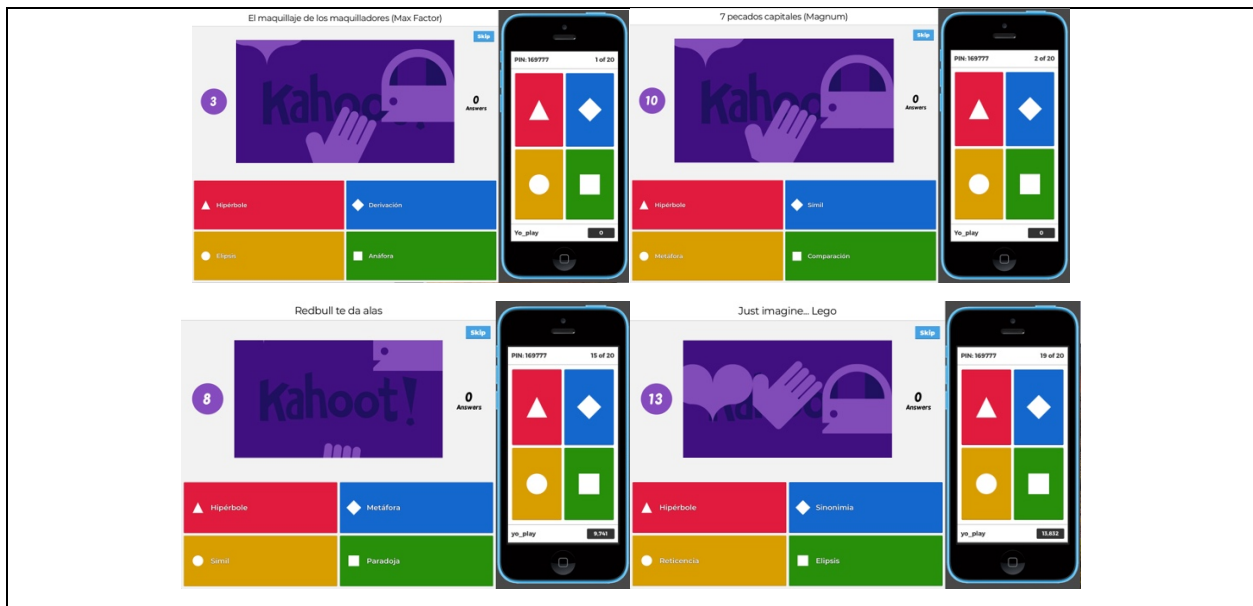 El maquillaje de los maquilladores (Max Factor)
Skip
3
Kahoot!
0
Answers
Hipérbole
Derivación
Elipsis
Anáfora
PIN: 169777 1 of 20
Yo_play 0
7 pecados capitales (Magnum)
Skip
10
Kahoo
0
Answers
Hipérbole
Símil
Metáfora
Comparación
PIN: 169777 2 of 20
Yo_play 0
Redbull te da alas
Skip
8
Kahoot!
0
Answers
Hipérbole
Metáfora
Símil
Paradoja
PIN: 169777 15 of 20
yo_play 9,741
Just imagine... Lego
Skip
13
0
Answers
Hipérbole
Sinonimia
Reticencia
Elipsis
PIN: 169777 19 of 20
yo_play